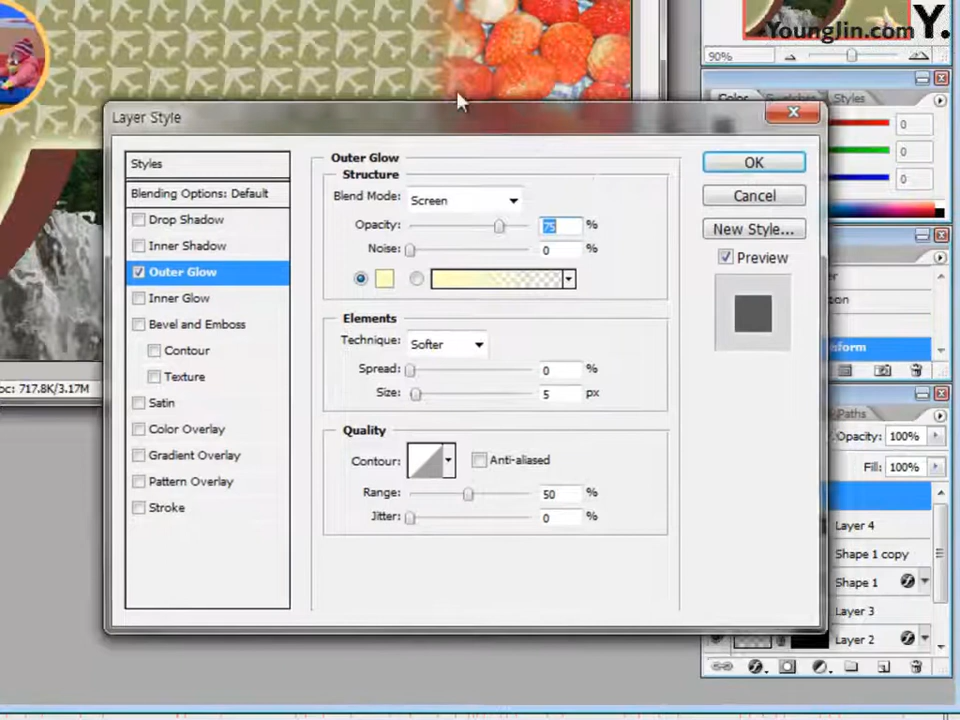 Younglin.com Y.
90%
Color
Styles
Layer Style
0
Styles
Outer Glow
OK
Structure
0
Blending Options: Default
Blend Mode: Screen
Cancel
0
Drop Shadow
Opacity: 75 %
New Style...
Inner Shadow
Noise: 0 %
Preview
Outer Glow
Inner Glow
Elements
Bevel and Emboss
Technique: Softer
Contour
Spread: 0 %
Texture
Size: 5 px
oc: 717.8K/3.17M
Satin
Paths
Color Overlay
Quality
Opacity: 100%
Gradient Overlay
Contour:
Anti-aliased
Fill: 100%
Pattern Overlay
Range: 50 %
Stroke
Jitter: 0 %
Layer 4
Shape 1 copy
Shape 1
Layer 3
Layer 2